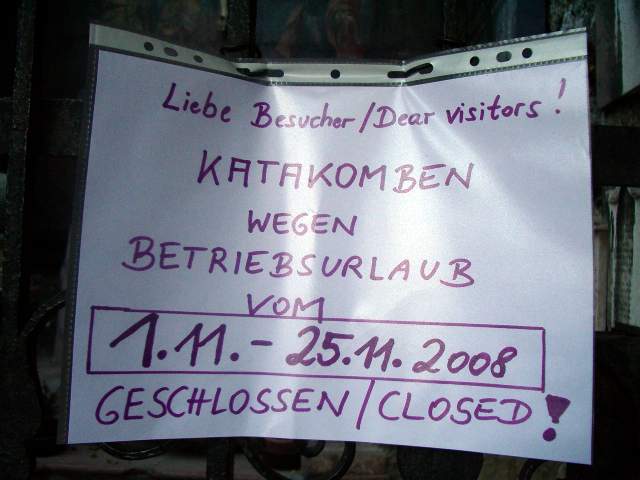 Liebe Besucher/Dear visitors!
KATAKOMBEN
WEGEN
BETRIEBSURLAUB
VOM
1.11.-25.11.2008
GESCHLOSSEN/CLOSED!